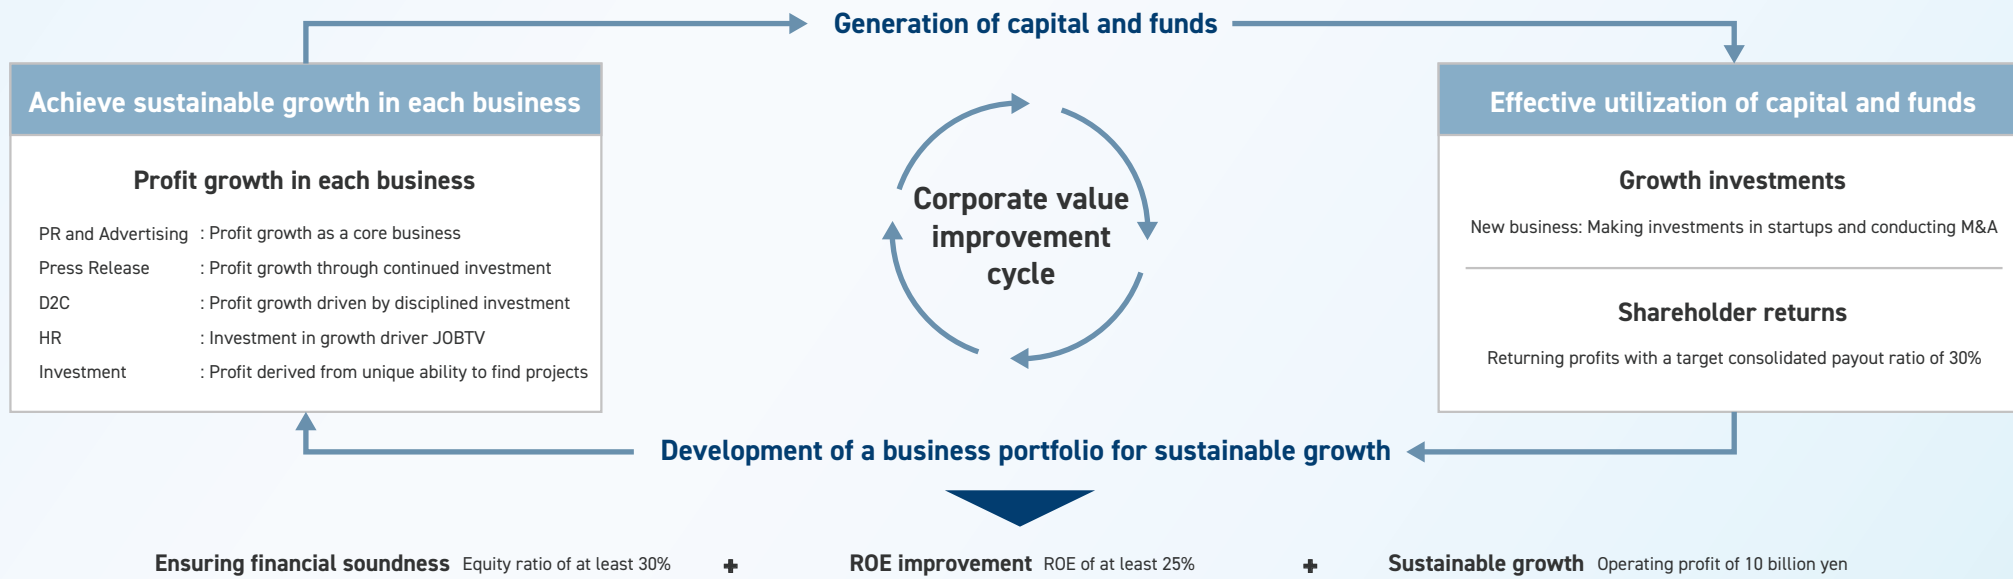 Generation of capital and funds
Achieve sustainable growth in each business
Profit growth in each business
PR and Advertising : Profit growth as a core business
Press Release : Profit growth through continued investment
D2C : Profit growth driven by disciplined investment
HR : Investment in growth driver JOBTV
Investment : Profit derived from unique ability to find projects
Corporate value
improvement
cycle
Effective utilization of capital and funds
Growth investments
New business: Making investments in startups and conducting M&A
Shareholder returns
Returning profits with a target consolidated payout ratio of 30%
Development of a business portfolio for sustainable growth
Ensuring financial soundness Equity ratio of at least 30% + ROE improvement ROE of at least 25% + Sustainable growth Operating profit of 10 billion yen